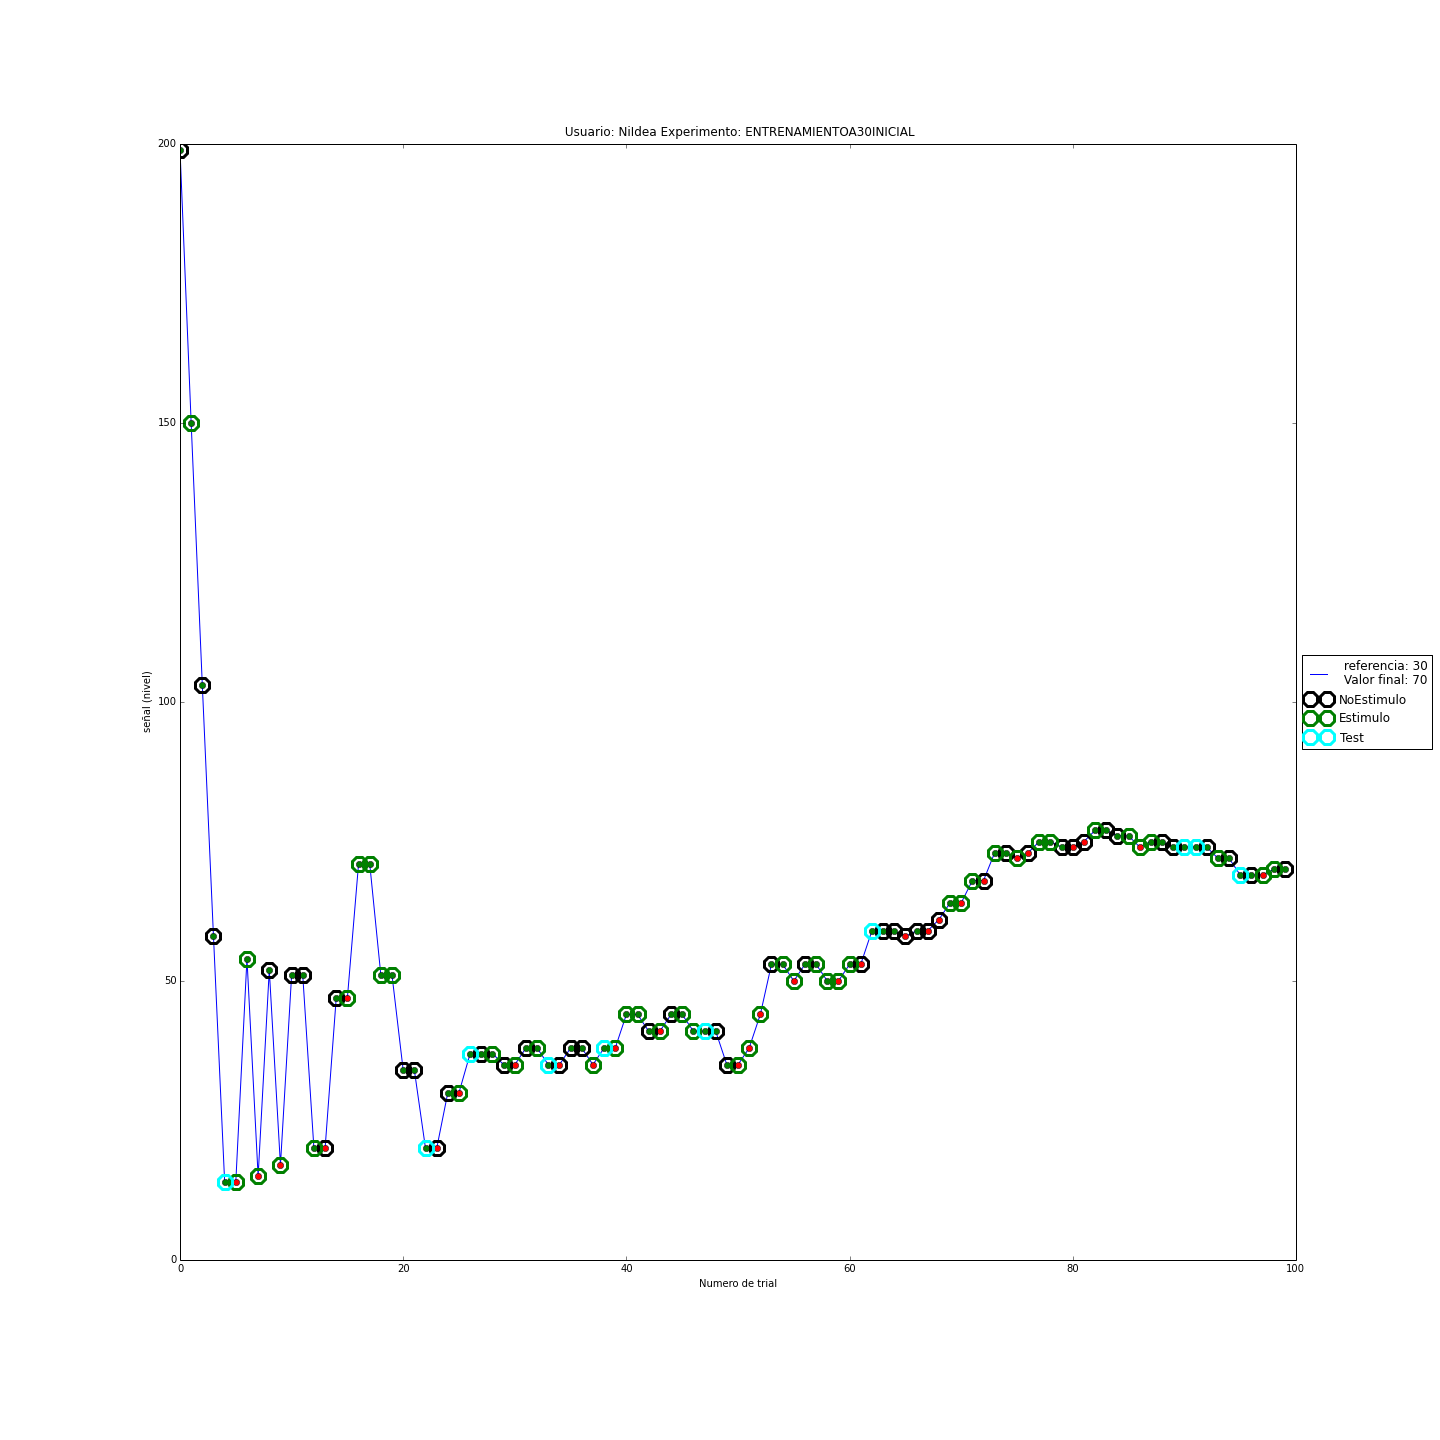 Usuario: Nildea Experimento: ENTRENAMIENTOA30INICIAL
200
150
100
50
0
señal (nivel)
0 20 40 60 80 100
Numero de trial
referencia: 30
Valor final: 70
NoEstimulo
Estimulo
Test